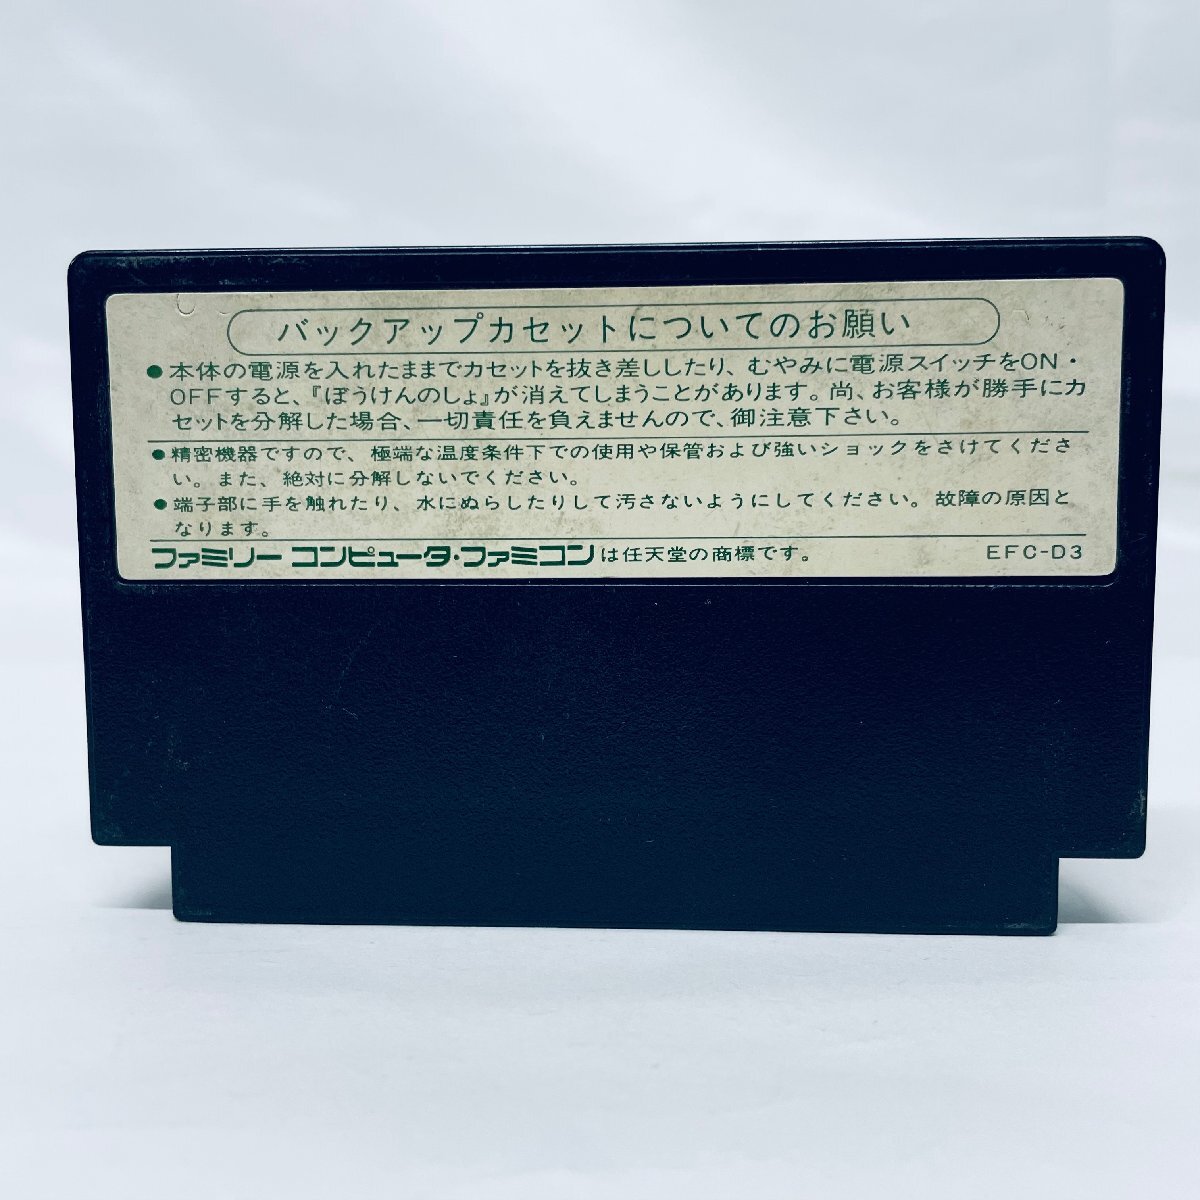 バックアップカセットについてのお願い
●本体の電源を入れたままでカセットを抜き差ししたり、むやみに電源スイッチをON・
OFFすると、『ぼうけんのしょ』が消えてしまうことがあります。尚、お客様が勝手にカ
セットを分解した場合、一切責任を負えませんので、御注意下さい。
●精密機器ですので、極端な温度条件下での使用や保管および強いショックをさけてくださ
い。また、絶対に分解しないでください。
●端子部に手を触れたり、水にぬらしたりして汚さないようにしてください。故障の原因と
なります。
ファミリーコンピュータ・ファミコンは任天堂の商標です。 EFC-D3